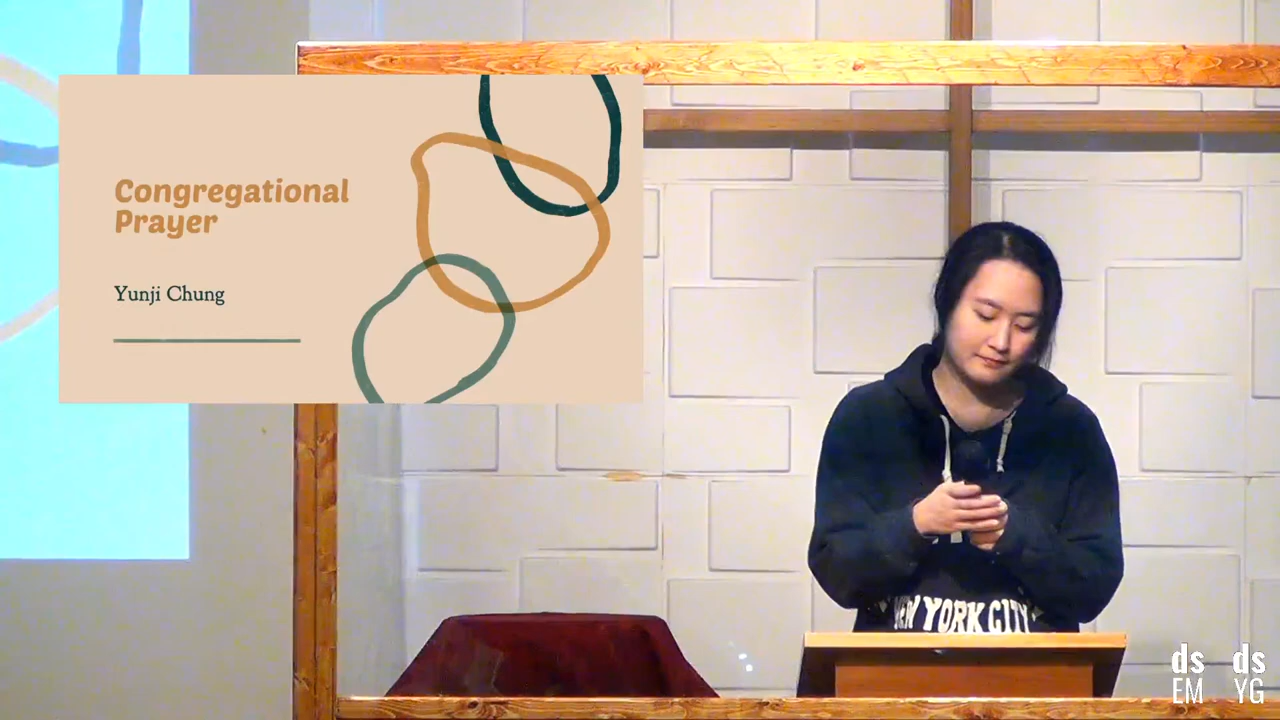 Congregational
Prayer
Yunji Chung
NEW YORK CITY
ds ds
EM YG